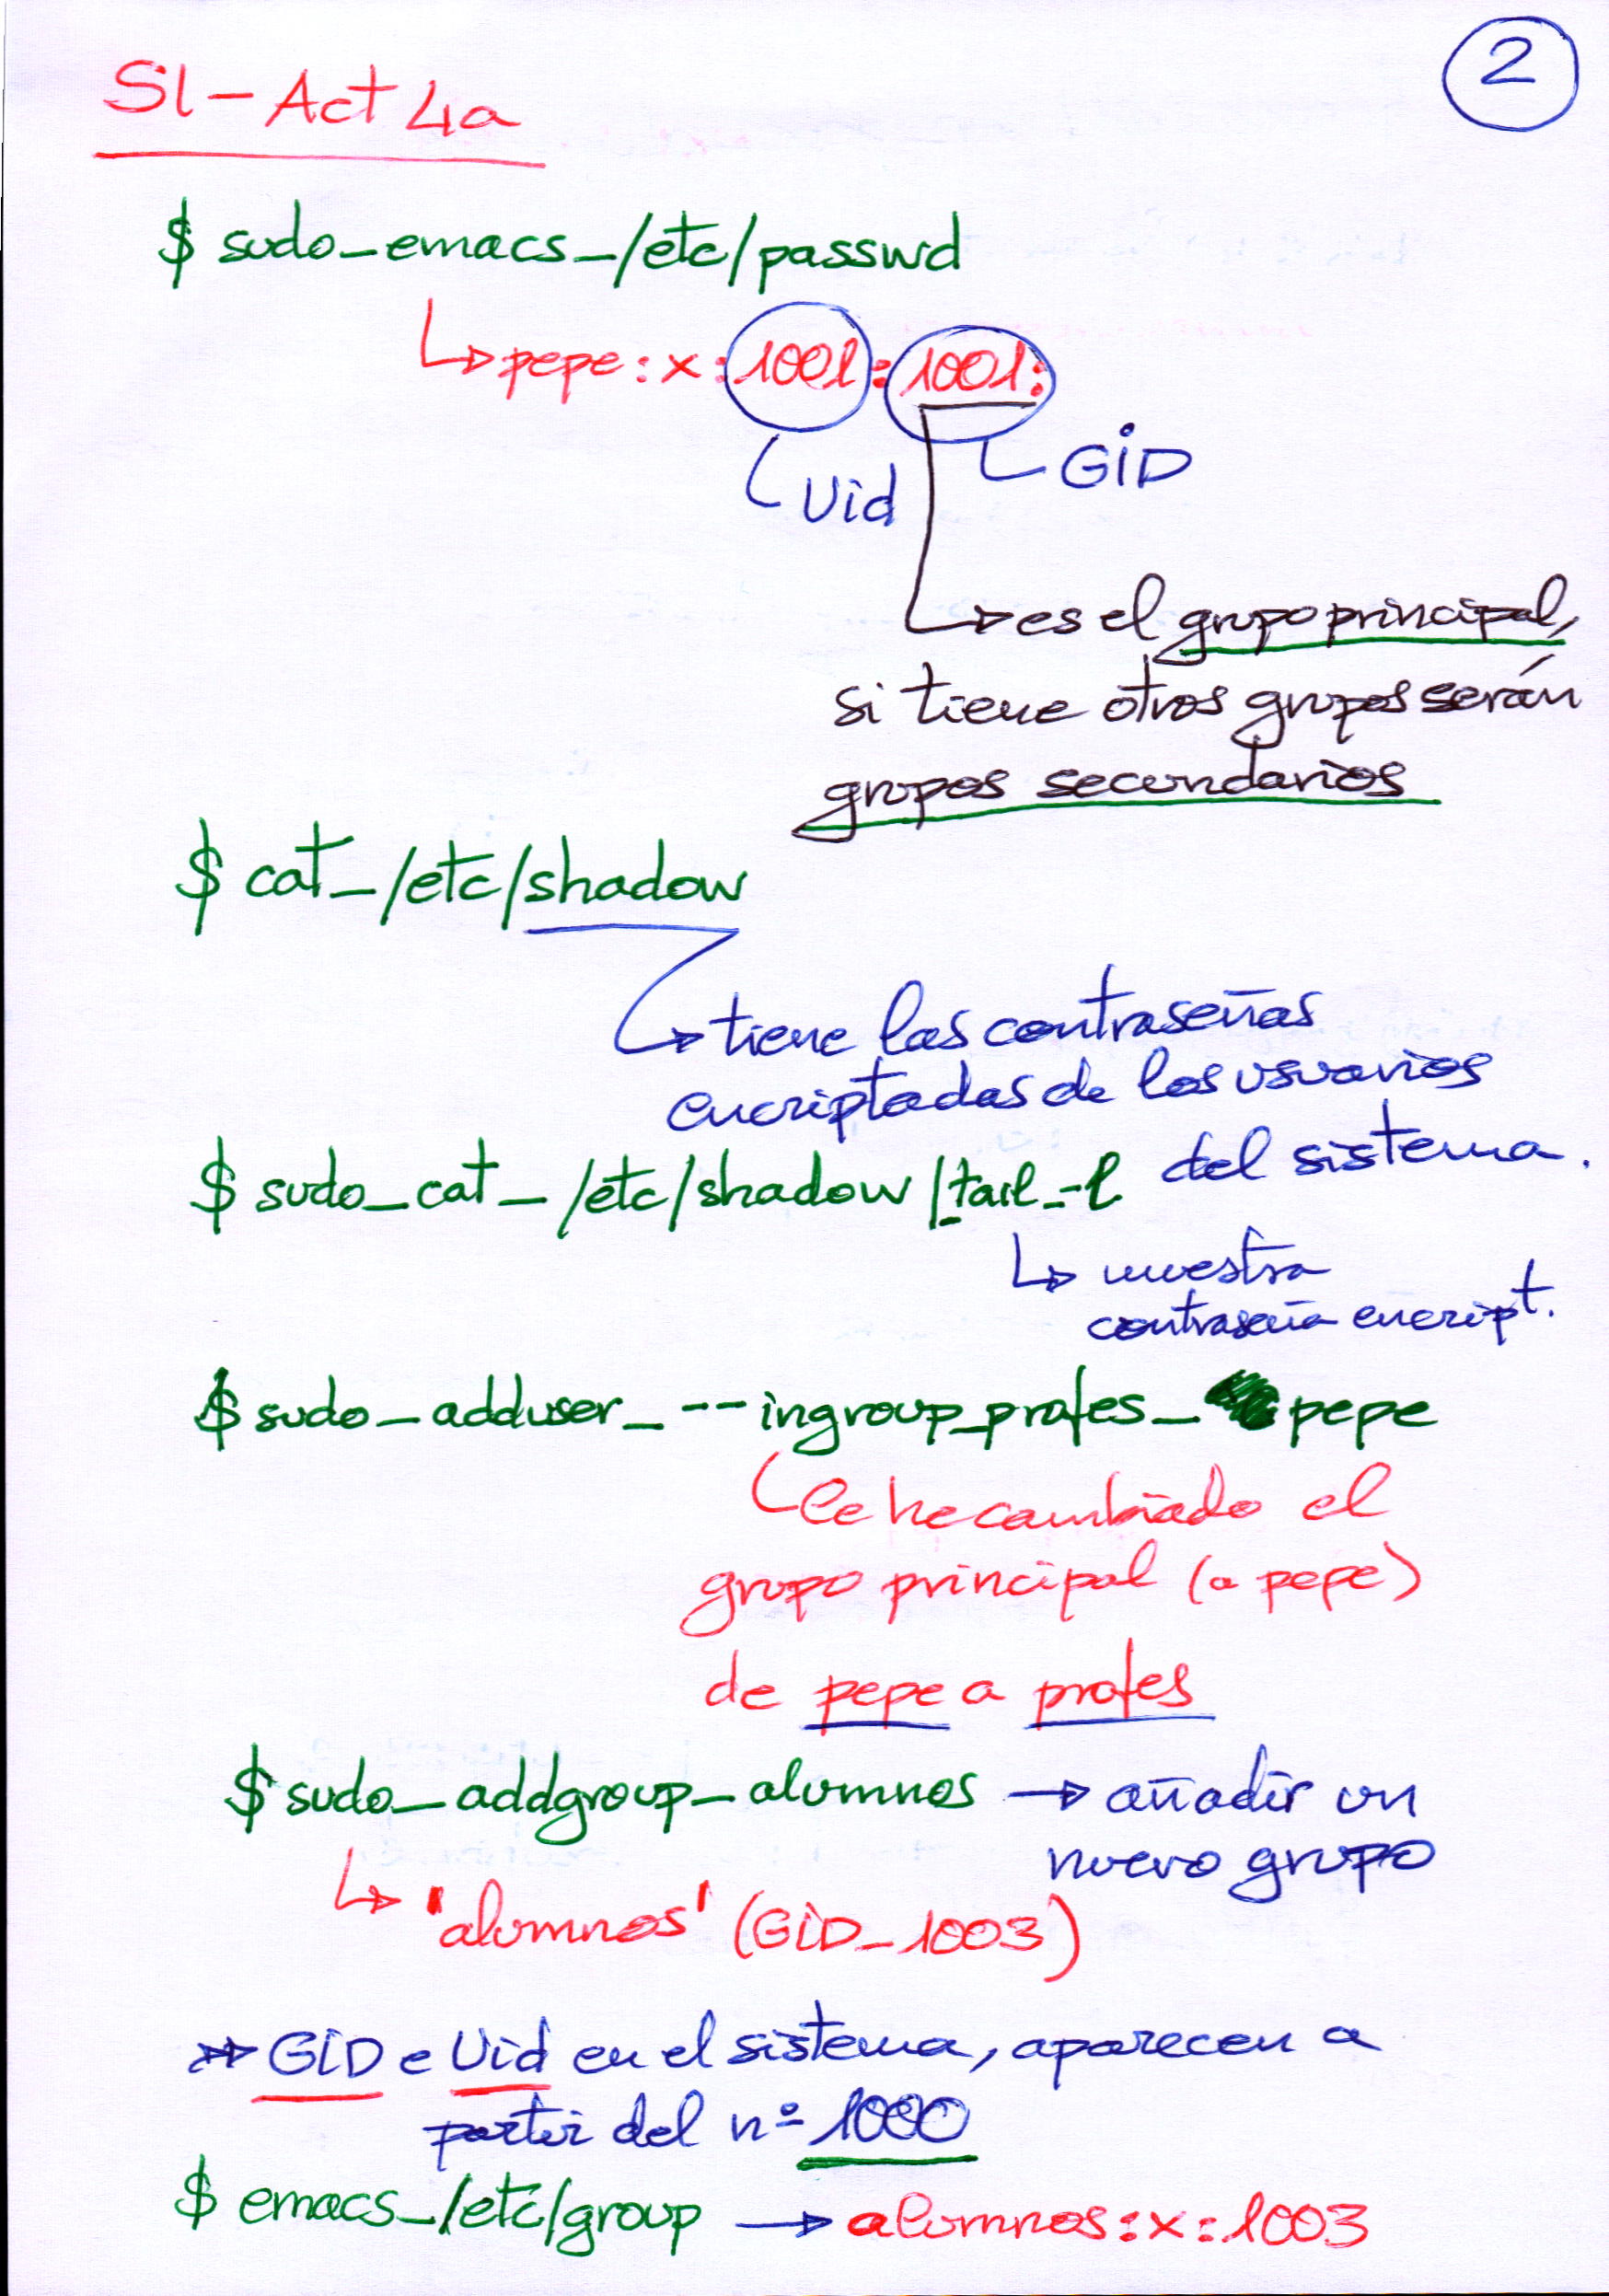 2
SI - Act 4a
$ sudo_emacs_/etc/passwd
pepe:x:1001:1001:
Uid
GID
es el grupo principal,
si tiene otros grupos serán
grupos secundarios
$ cat_/etc/shadow
tiene las contraseñas
encriptadas de los usuarios
del sistema.
$ sudo_cat_/etc/shadow|tail_-1
muestra
contraseña encript.
$ sudo_adduser_--ingroup_profes_pepe
le he cambiado el
grupo principal (a pepe)
de pepe a profes
$ sudo_addgroup_alumnos → añadir un
nuevo grupo
'alumnos' (GID_1003)
GID e Uid en el sistema, aparecen a
partir del nº 1000
$ emacs_/etc/group → alumnos:x:1003